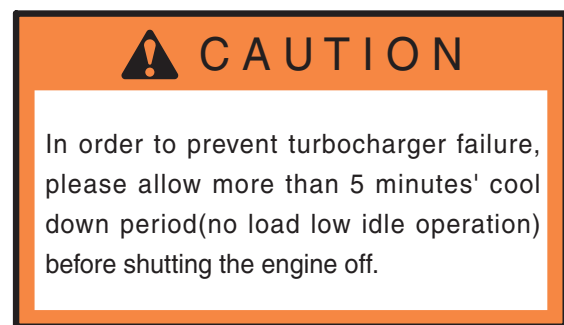 CAUTION
In order to prevent turbocharger failure,
please allow more than 5 minutes' cool
down period(no load low idle operation)
before shutting the engine off.